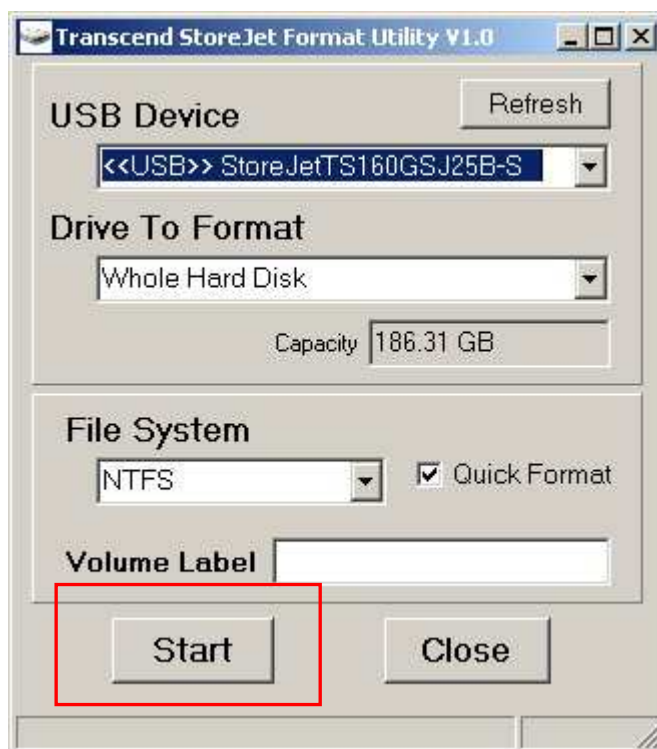 Transcend StoreJet Format Utility V1.0
USB Device
Refresh
<<USB>> StoreJetTS160GSJ25B-S
Drive To Format
Whole Hard Disk
Capacity 186.31 GB
File System
NTFS
Quick Format
Volume Label
Start Close